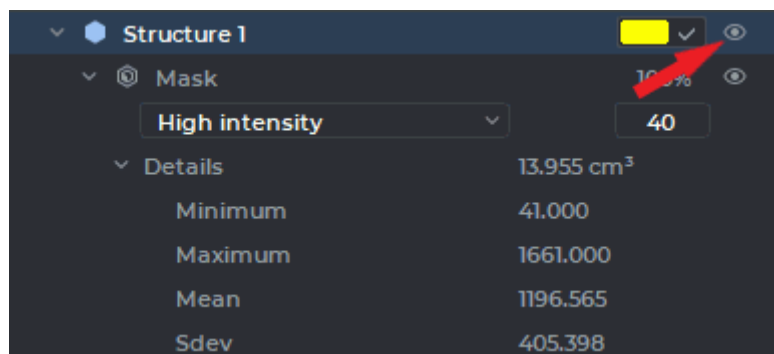 Structure 1
Mask 100%
High intensity 40
Details 13.955 cm³
Minimum 41.000
Maximum 1661.000
Mean 1196.565
Sdev 405.398